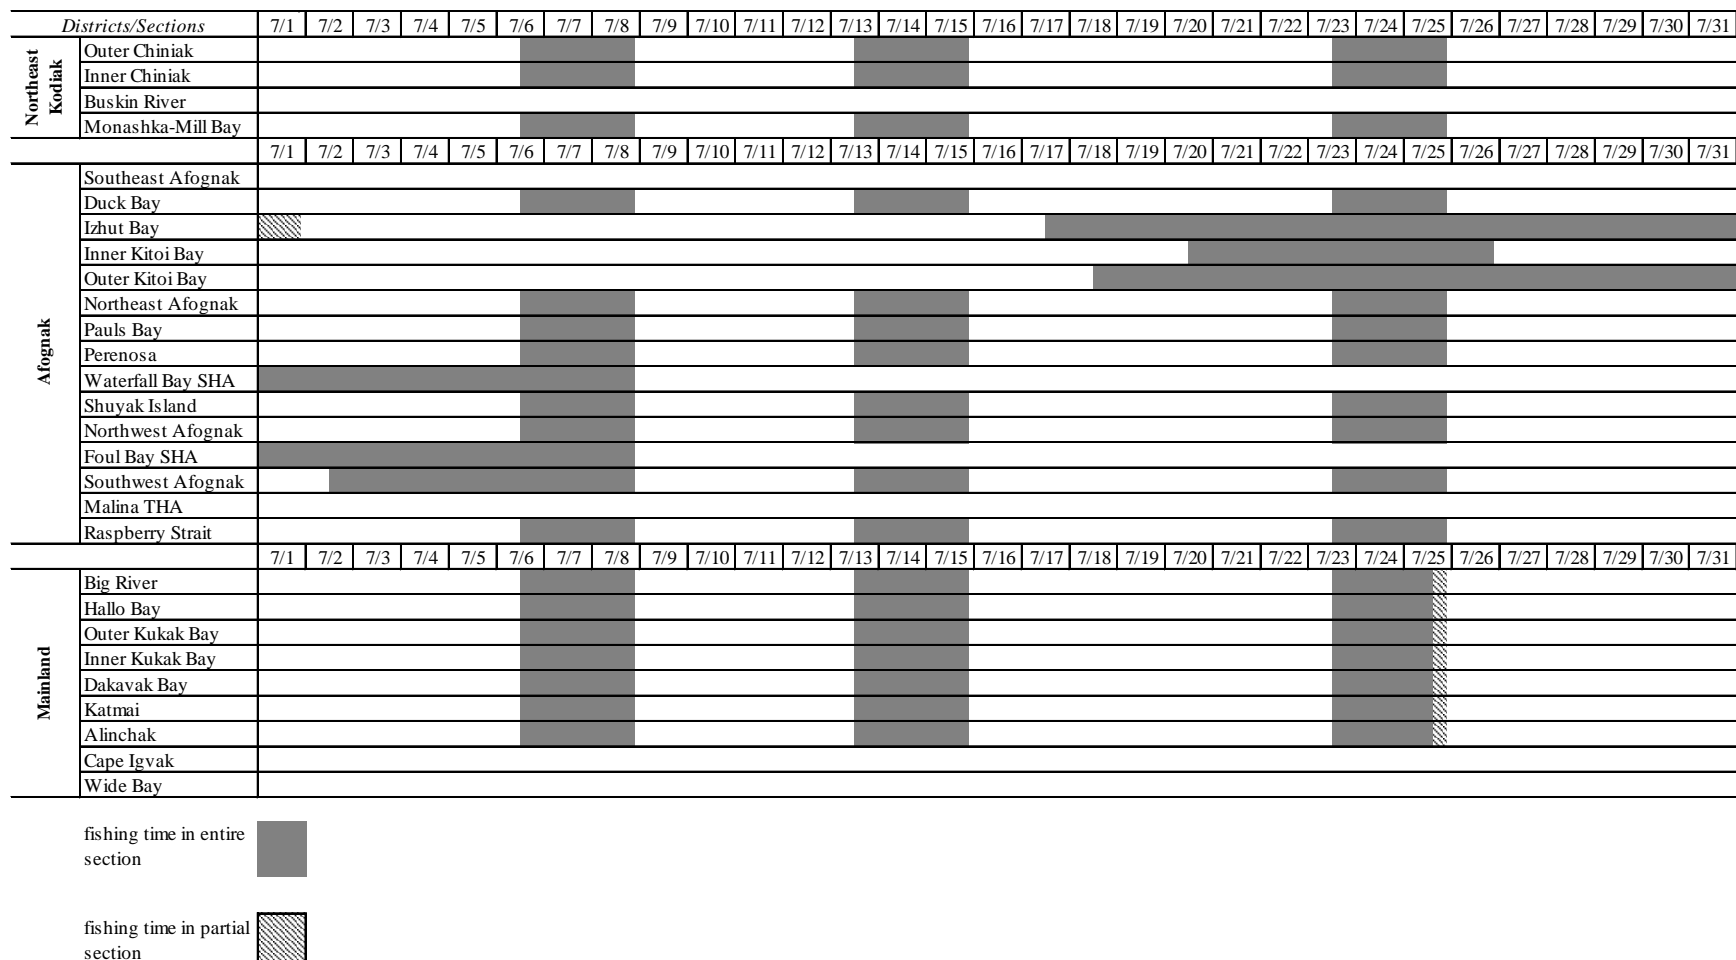 Districts/Sections 7/1 7/2 7/3 7/4 7/5 7/6 7/7 7/8 7/9 7/10 7/11 7/12 7/13 7/14 7/15 7/16 7/17 7/18 7/19 7/20 7/21 7/22 7/23 7/24 7/25 7/26 7/27 7/28 7/29 7/30 7/31
Northeast
Kodiak
Outer Chiniak
Inner Chiniak
Buskin River
Monashka-Mill Bay
7/1 7/2 7/3 7/4 7/5 7/6 7/7 7/8 7/9 7/10 7/11 7/12 7/13 7/14 7/15 7/16 7/17 7/18 7/19 7/20 7/21 7/22 7/23 7/24 7/25 7/26 7/27 7/28 7/29 7/30 7/31
Afognak
Southeast Afognak
Duck Bay
Izhut Bay
Inner Kitoi Bay
Outer Kitoi Bay
Northeast Afognak
Pauls Bay
Perenosa
Waterfall Bay SHA
Shuyak Island
Northwest Afognak
Foul Bay SHA
Southwest Afognak
Malina THA
Raspberry Strait
7/1 7/2 7/3 7/4 7/5 7/6 7/7 7/8 7/9 7/10 7/11 7/12 7/13 7/14 7/15 7/16 7/17 7/18 7/19 7/20 7/21 7/22 7/23 7/24 7/25 7/26 7/27 7/28 7/29 7/30 7/31
Mainland
Big River
Hallo Bay
Outer Kukak Bay
Inner Kukak Bay
Dakavak Bay
Katmai
Alinchak
Cape Igvak
Wide Bay
fishing time in entire
section
fishing time in partial
section